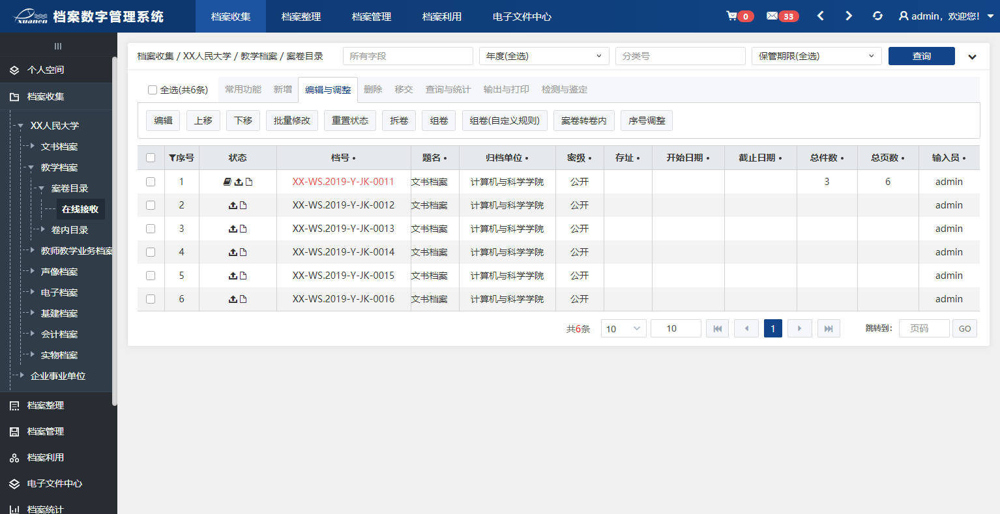 xuanen 档案数字管理系统 档案收集 档案整理 档案管理 档案利用 电子文件中心 0 33 admin，欢迎您！
个人空间
档案收集
XX人民大学
文书档案
教学档案
案卷目录
在线接收
卷内目录
教师教学业务档案
声像档案
电子档案
基建档案
会计档案
实物档案
企业事业单位
档案整理
档案管理
档案利用
电子文件中心
档案统计
档案收集 / XX人民大学 / 教学档案 / 案卷目录 所有字段 年度(全选) 分类号 保管期限(全选) 查询
全选(共6条) 常用功能 新增 编辑与调整 删除 移交 查询与统计 输出与打印 检测与鉴定
编辑 上移 下移 批量修改 重置状态 拆卷 组卷 组卷(自定义规则) 案卷转卷内 序号调整
序号 状态 档号 • 题名 • 归档单位 • 密级 • 存址 • 开始日期 • 截止日期 • 总件数 • 总页数 • 输入员 •
1 XX-WS.2019-Y-JK-0011 文书档案 计算机与科学学院 公开 3 6 admin
2 XX-WS.2019-Y-JK-0012 文书档案 计算机与科学学院 公开 admin
3 XX-WS.2019-Y-JK-0013 文书档案 计算机与科学学院 公开 admin
4 XX-WS.2019-Y-JK-0014 文书档案 计算机与科学学院 公开 admin
5 XX-WS.2019-Y-JK-0015 文书档案 计算机与科学学院 公开 admin
6 XX-WS.2019-Y-JK-0016 文书档案 计算机与科学学院 公开 admin
共6条 10 10 1 跳转到： 页码 GO